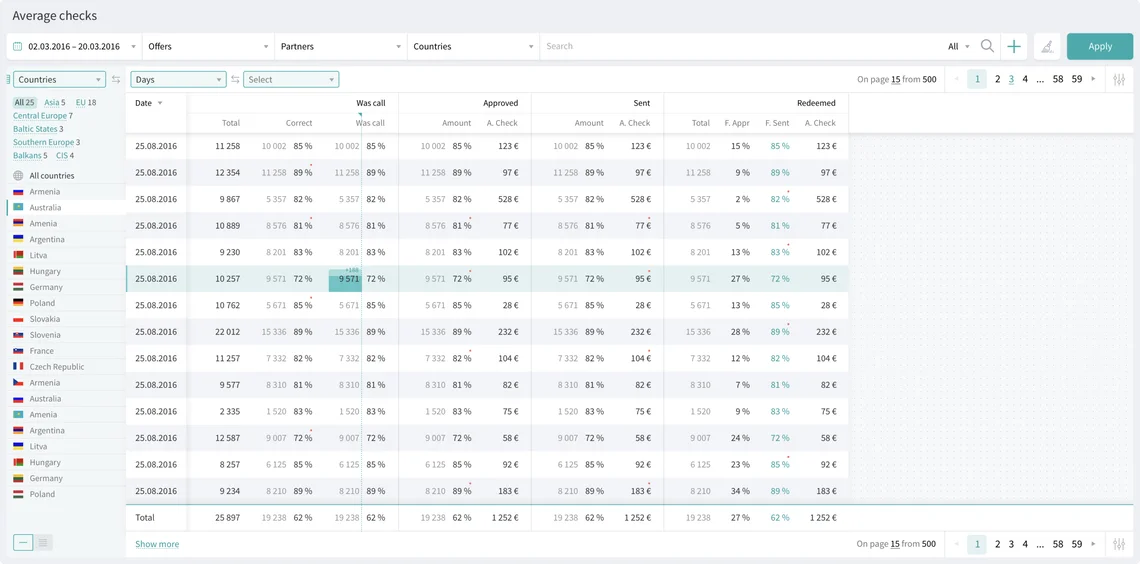 Average checks
02.03.2016 – 20.03.2016 Offers Partners Countries Search All Apply
Countries Days Select On page 15 from 500 1 2 3 4 ... 58 59
All 25 Asia 5 EU 18
Central Europe 7
Baltic States 3
Southern Europe 3
Balkans 5 CIS 4
All countries
Armenia
Australia
Amenia
Argentina
Litva
Hungary
Germany
Poland
Slovakia
Slovenia
France
Czech Republic
Armenia
Australia
Amenia
Argentina
Litva
Hungary
Germany
Poland
Date Was call Approved Sent Redeemed
Total Correct Was call Amount A. Check Amount A. Check Total F. Appr F. Sent A. Check
25.08.2016 11 258 10 002 85 % 10 002 85 % 10 002 85 % 123 € 10 002 85 % 123 € 10 002 15 % 85 % 123 €
25.08.2016 12 354 11 258 89 % 11 258 89 % 11 258 89 % 97 € 11 258 89 % 97 € 11 258 9 % 89 % 97 €
25.08.2016 9 867 5 357 82 % 5 357 82 % 5 357 82 % 528 € 5 357 82 % 528 € 5 357 2 % 82 % 528 €
25.08.2016 10 889 8 576 81 % 8 576 81 % 8 576 81 % 77 € 8 576 81 % 77 € 8 576 5 % 81 % 77 €
25.08.2016 9 230 8 201 83 % 8 201 83 % 8 201 83 % 102 € 8 201 83 % 102 € 8 201 13 % 83 % 102 €
25.08.2016 10 257 9 571 72 % 9 571 72 % 9 571 72 % 95 € 9 571 72 % 95 € 9 571 27 % 72 % 95 €
25.08.2016 10 762 5 671 85 % 5 671 85 % 5 671 85 % 28 € 5 671 85 % 28 € 5 671 13 % 85 % 28 €
25.08.2016 22 012 15 336 89 % 15 336 89 % 15 336 89 % 232 € 15 336 89 % 232 € 15 336 28 % 89 % 232 €
25.08.2016 11 257 7 332 82 % 7 332 82 % 7 332 82 % 104 € 7 332 82 % 104 € 7 332 12 % 82 % 104 €
25.08.2016 9 577 8 310 81 % 8 310 81 % 8 310 81 % 82 € 8 310 81 % 82 € 8 310 7 % 81 % 82 €
25.08.2016 2 335 1 520 83 % 1 520 83 % 1 520 83 % 75 € 1 520 83 % 75 € 1 520 9 % 83 % 75 €
25.08.2016 12 587 9 007 72 % 9 007 72 % 9 007 72 % 58 € 9 007 72 % 58 € 9 007 24 % 72 % 58 €
25.08.2016 8 257 6 125 85 % 6 125 85 % 6 125 85 % 92 € 6 125 85 % 92 € 6 125 23 % 85 % 92 €
25.08.2016 9 234 8 210 89 % 8 210 89 % 8 210 89 % 183 € 8 210 89 % 183 € 8 210 34 % 89 % 183 €
Total 25 897 19 238 62 % 19 238 62 % 19 238 62 % 1 252 € 19 238 62 % 1 252 € 19 238 27 % 62 % 1 252 €
Show more On page 15 from 500 1 2 3 4 ... 58 59